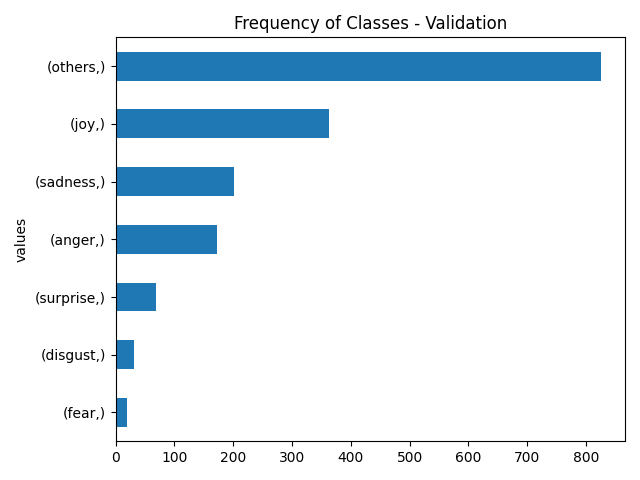 Frequency of Classes - Validation
(others,)
(joy,)
(sadness,)
(anger,)
(surprise,)
(disgust,)
(fear,)
values
0 100 200 300 400 500 600 700 800